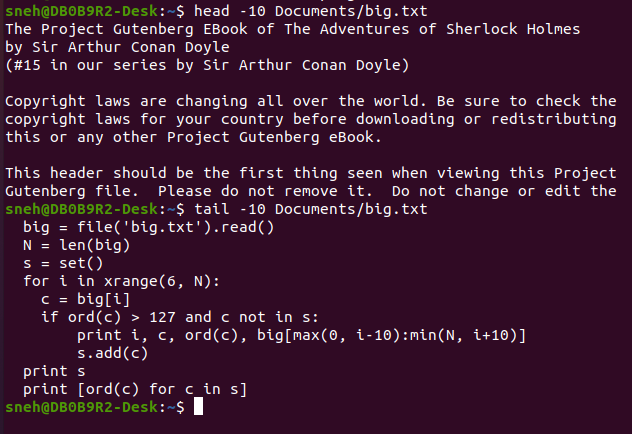 sneh@DB0B9R2-Desk:~$ head -10 Documents/big.txt
The Project Gutenberg EBook of The Adventures of Sherlock Holmes
by Sir Arthur Conan Doyle
(#15 in our series by Sir Arthur Conan Doyle)

Copyright laws are changing all over the world. Be sure to check the
copyright laws for your country before downloading or redistributing
this or any other Project Gutenberg eBook.

This header should be the first thing seen when viewing this Project
Gutenberg file.  Please do not remove it.  Do not change or edit the
sneh@DB0B9R2-Desk:~$ tail -10 Documents/big.txt
  big = file('big.txt').read()
  N = len(big)
  s = set()
  for i in xrange(6, N):
    c = big[i]
    if ord(c) > 127 and c not in s:
        print i, c, ord(c), big[max(0, i-10):min(N, i+10)]
        s.add(c)
  print s
  print [ord(c) for c in s]
sneh@DB0B9R2-Desk:~$